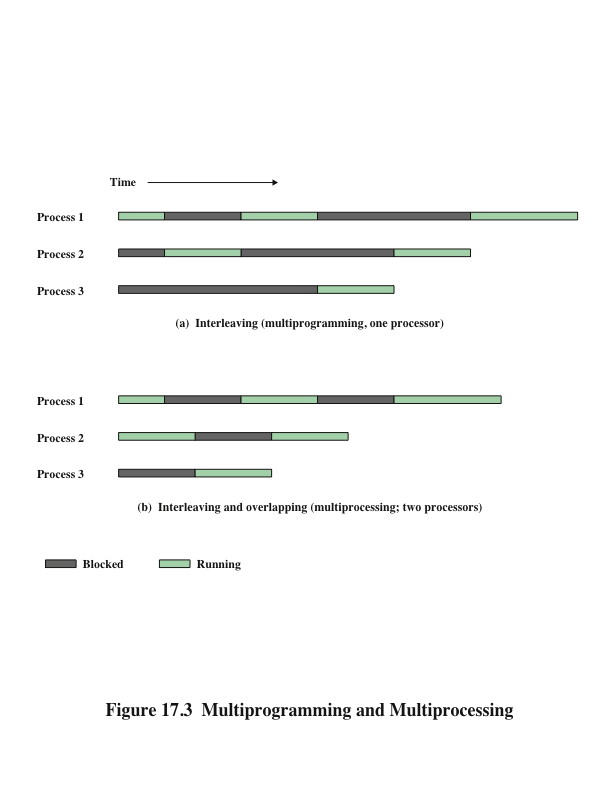 Time
Process 1
Process 2
Process 3
(a) Interleaving (multiprogramming, one processor)
Process 1
Process 2
Process 3
(b) Interleaving and overlapping (multiprocessing; two processors)
Blocked Running
Figure 17.3 Multiprogramming and Multiprocessing